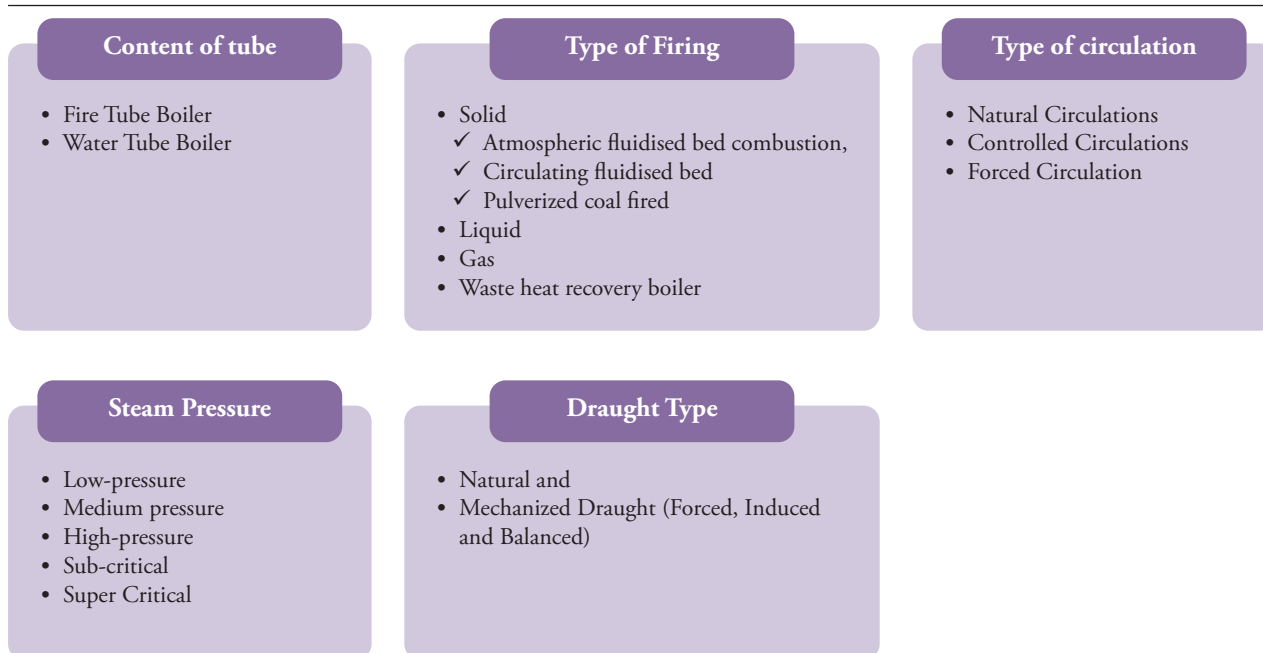 Content of tube
• Fire Tube Boiler
• Water Tube Boiler
Type of Firing
• Solid
✓ Atmospheric fluidised bed combustion,
✓ Circulating fluidised bed
✓ Pulverized coal fired
• Liquid
• Gas
• Waste heat recovery boiler
Type of circulation
• Natural Circulations
• Controlled Circulations
• Forced Circulation
Steam Pressure
• Low-pressure
• Medium pressure
• High-pressure
• Sub-critical
• Super Critical
Draught Type
• Natural and
• Mechanized Draught (Forced, Induced
and Balanced)